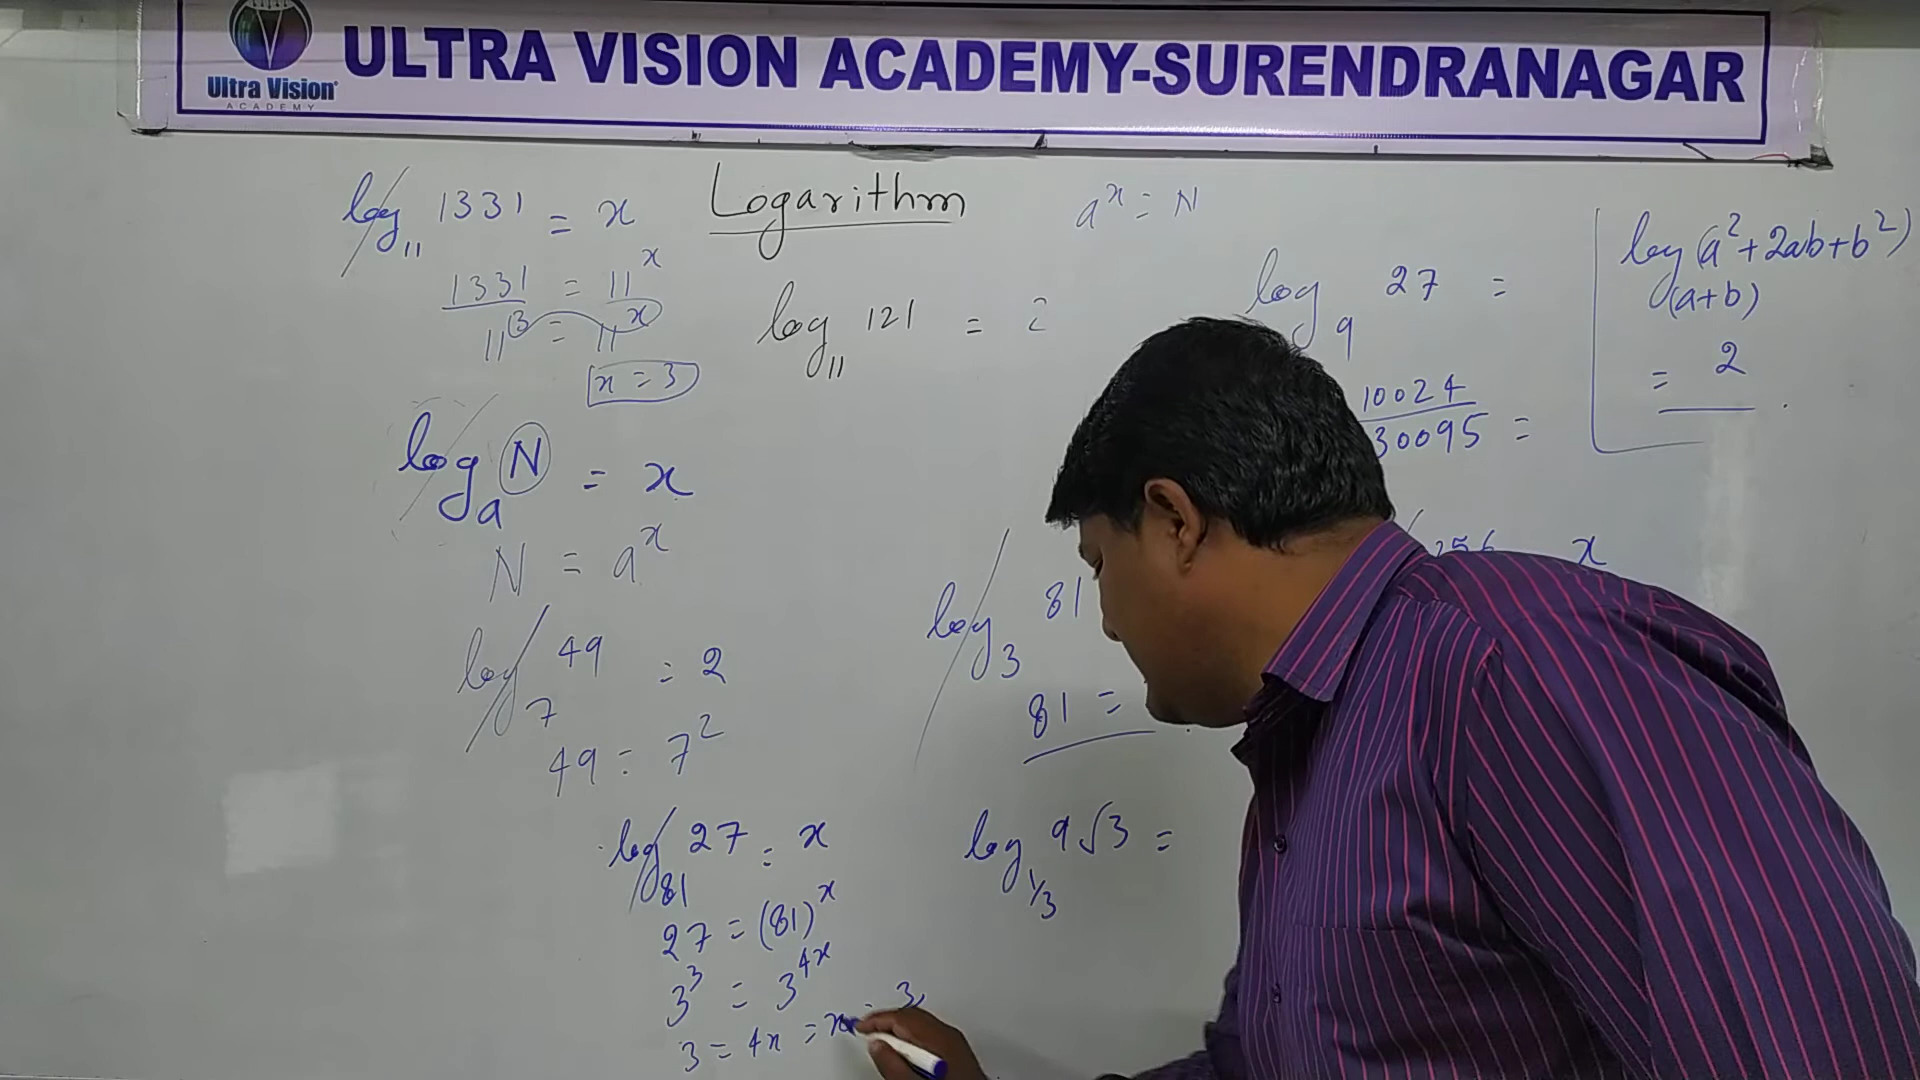 ULTRA VISION ACADEMY-SURENDRANAGAR
Ultra Vision
ACADEMY
Logarithm
log₁₁ 1331 = x
1331 = 11ˣ
11³ = 11ˣ
x = 3
logₐ N = x
N = aˣ
log₇ 49 = 2
49 = 7²
log₈₁ 27 = x
27 = (81)ˣ
3³ = 3⁴ˣ
3 = 4x = x = 3
aˣ = N
log₁₁ 121 =
log₃ 81
81 =
log₁/₃ 9√3 =
log₉ 27 =
10024
30095 =
256 x
log(a²+2ab+b²)
(a+b)
= 2